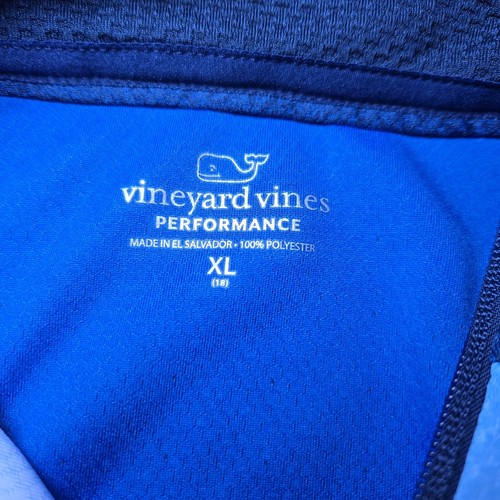 vineyard vines
PERFORMANCE
MADE IN EL SALVADOR • 100% POLYESTER
XL
(18)